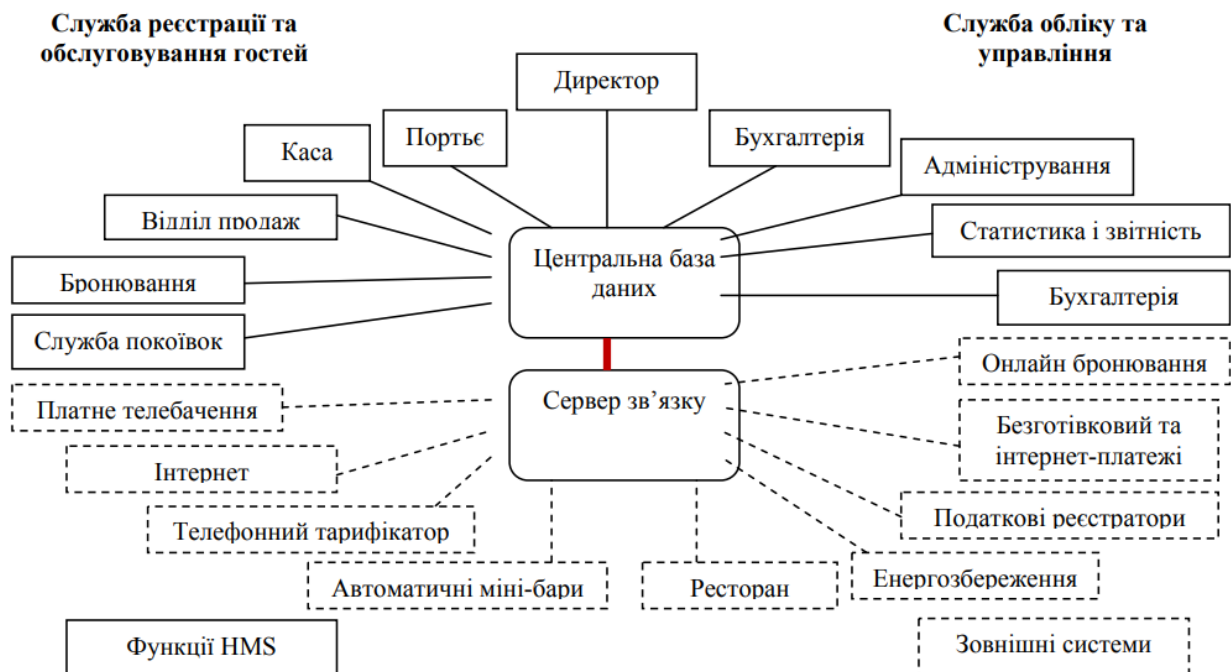 Служба реєстрації та
обслуговування гостей
Служба обліку та
управління
Директор
Портьє
Бухгалтерія
Каса
Адміністрування
Відділ продаж
Статистика і звітність
Центральна база
даних
Бронювання
Бухгалтерія
Служба покоївок
Онлайн бронювання
Платне телебачення
Сервер зв’язку
Безготівковий та
інтернет-платежі
Інтернет
Телефонний тарифікатор
Податкові реєстратори
Автоматичні міні-бари
Ресторан
Енергозбереження
Функції HMS
Зовнішні системи